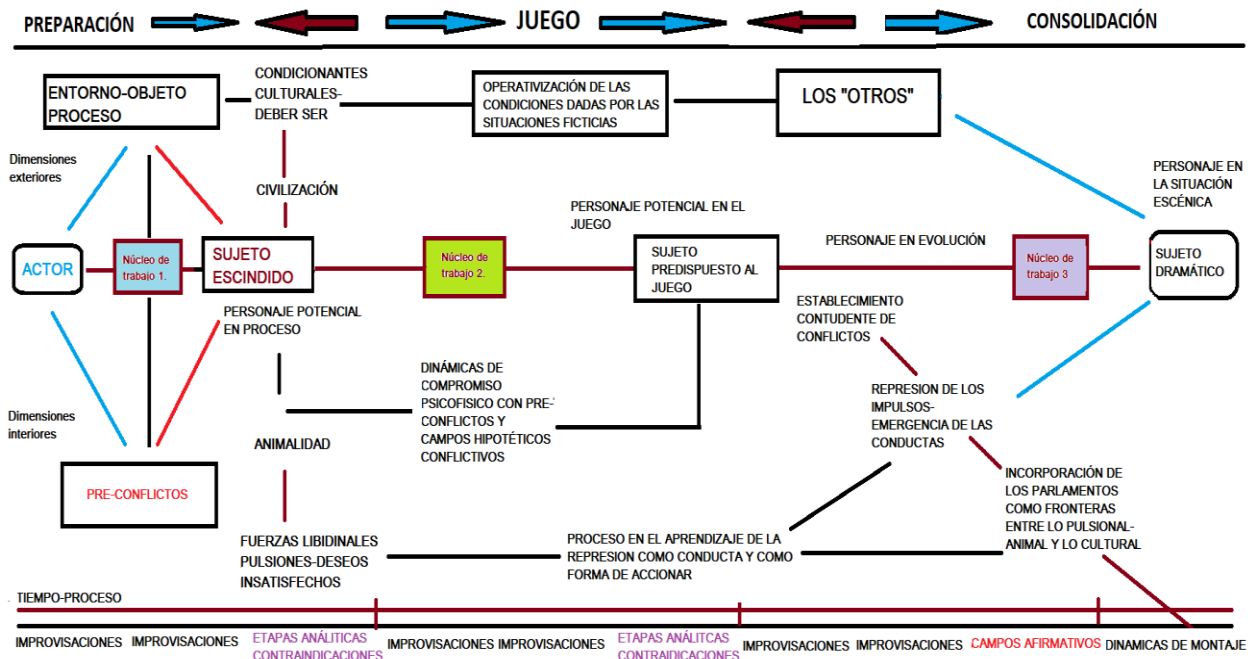 PREPARACIÓN
JUEGO
CONSOLIDACIÓN
ENTORNO-OBJETO
PROCESO
CONDICIONANTES
CULTURALES-
DEBER SER
OPERATIVIZACIÓN DE LAS
CONDICIONES DADAS POR LAS
SITUACIONES FICTICIAS
LOS "OTROS"
Dimensiones
exteriores
CIVILIZACIÓN
PERSONAJE EN
LA SITUACIÓN
ESCÉNICA
PERSONAJE POTENCIAL EN EL
JUEGO
ACTOR
Núcleo de
trabajo 1.
SUJETO
ESCINDIDO
Núcleo de
trabajo 2.
SUJETO
PREDISPUESTO AL
JUEGO
PERSONAJE EN EVOLUCIÓN
Núcleo de
trabajo 3
SUJETO
DRAMÁTICO
PERSONAJE POTENCIAL
EN PROCESO
ESTABLECIMIENTO
CONTUDENTE DE
CONFLICTOS
DINÁMICAS DE
COMPROMISO
PSICOFISICO CON PRE-
CONFLICTOS Y
CAMPOS HIPOTÉTICOS
CONFLICTIVOS
REPRESION DE LOS
IMPULSOS-
EMERGENCIA DE LAS
CONDUCTAS
Dimensiones
interiores
ANIMALIDAD
PRE-CONFLICTOS
INCORPORACIÓN DE
LOS PARLAMENTOS
COMO FRONTERAS
ENTRE LO PULSIONAL-
ANIMAL Y LO CULTURAL
FUERZAS LIBIDINALES
PULSIONES-DESEOS
INSATISFECHOS
PROCESO EN EL APRENDIZAJE DE LA
REPRESION COMO CONDUCTA Y COMO
FORMA DE ACCIONAR
. TIEMPO-PROCESO
IMPROVISACIONES
IMPROVISACIONES
ETAPAS ANÁLITICAS
CONTRAINDICACIONES
IMPROVISACIONES
IMPROVISACIONES
ETAPAS ANÁLITCAS
CONTRAIDICACIONES
IMPROVISACIONES
IMPROVISACIONES
CAMPOS AFIRMATIVOS
DINAMICAS DE MONTAJE